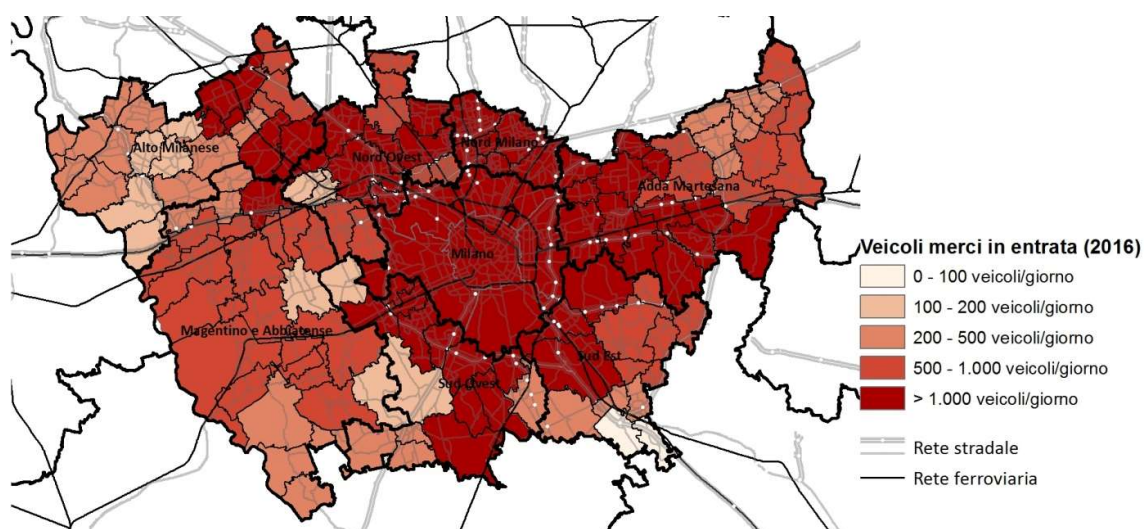 Alto Milanese
Nord Ovest
Nord Milano
Adda Martesana
Milano
Magentino e Abbiatense
Sud Est
Sud Ovest
Veicoli merci in entrata (2016)
0 - 100 veicoli/giorno
100 - 200 veicoli/giorno
200 - 500 veicoli/giorno
500 - 1.000 veicoli/giorno
> 1.000 veicoli/giorno
Rete stradale
Rete ferroviaria